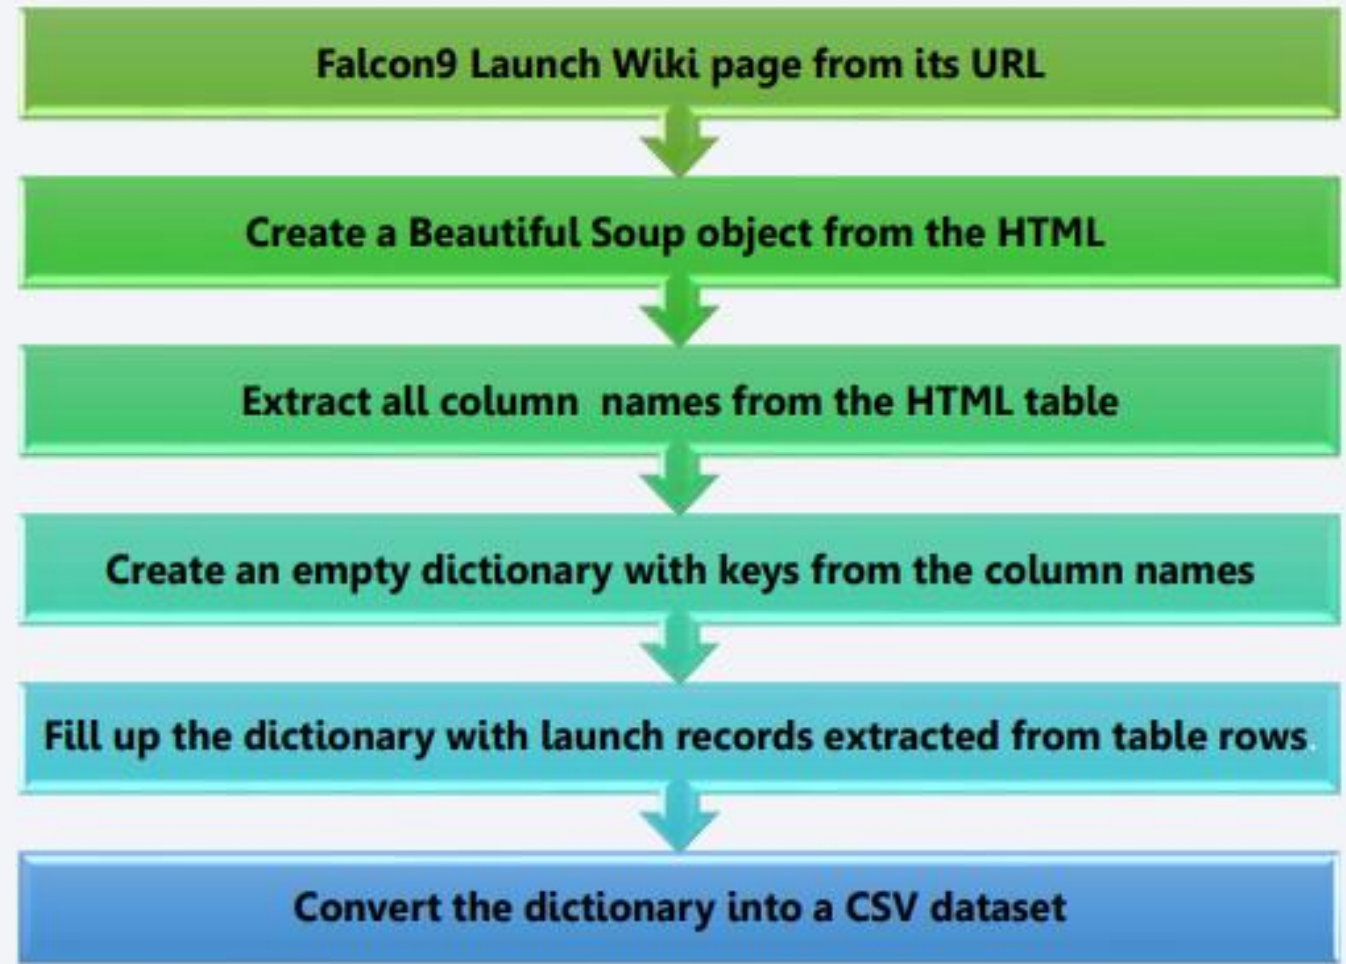 Falcon9 Launch Wiki page from its URL
Create a Beautiful Soup object from the HTML
Extract all column names from the HTML table
Create an empty dictionary with keys from the column names
Fill up the dictionary with launch records extracted from table rows.
Convert the dictionary into a CSV dataset